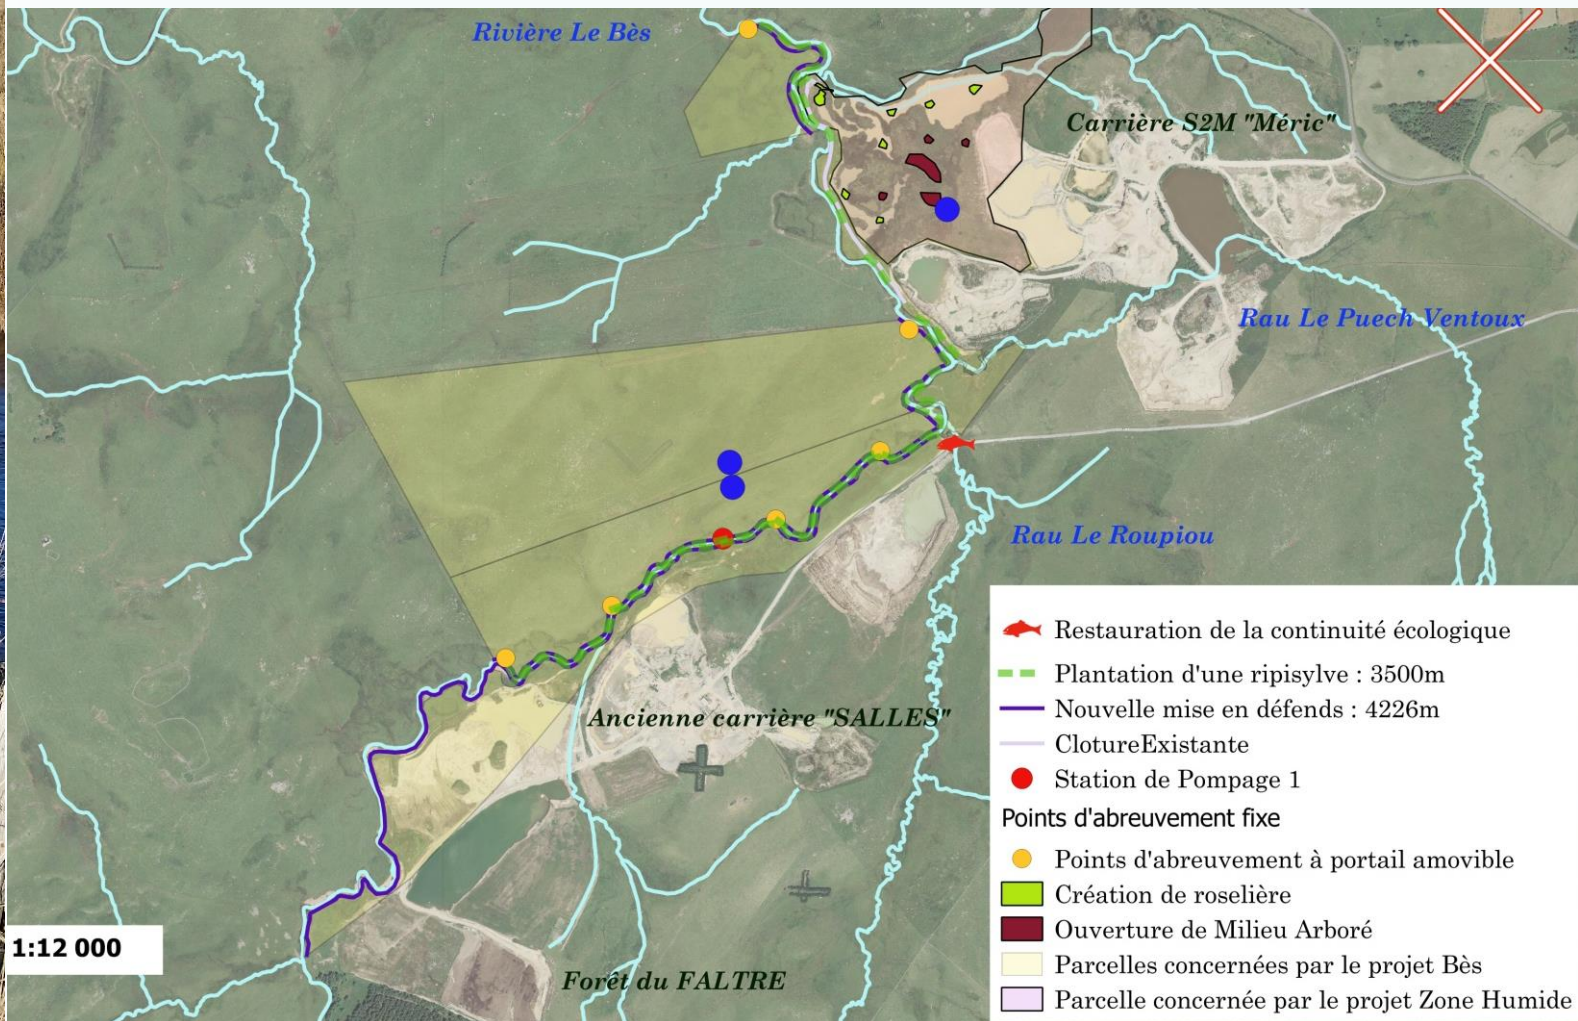 Rivière Le Bès
Carrière S2M "Méric"
Rau Le Puech Ventoux
Rau Le Roupiou
Ancienne carrière "SALLES"
Forêt du FALTRE
1:12 000
Restauration de la continuité écologique
Plantation d'une ripisylve : 3500m
Nouvelle mise en défends : 4226m
ClotureExistante
Station de Pompage 1
Points d'abreuvement fixe
Points d'abreuvement à portail amovible
Création de roselière
Ouverture de Milieu Arboré
Parcelles concernées par le projet Bès
Parcelle concernée par le projet Zone Humide